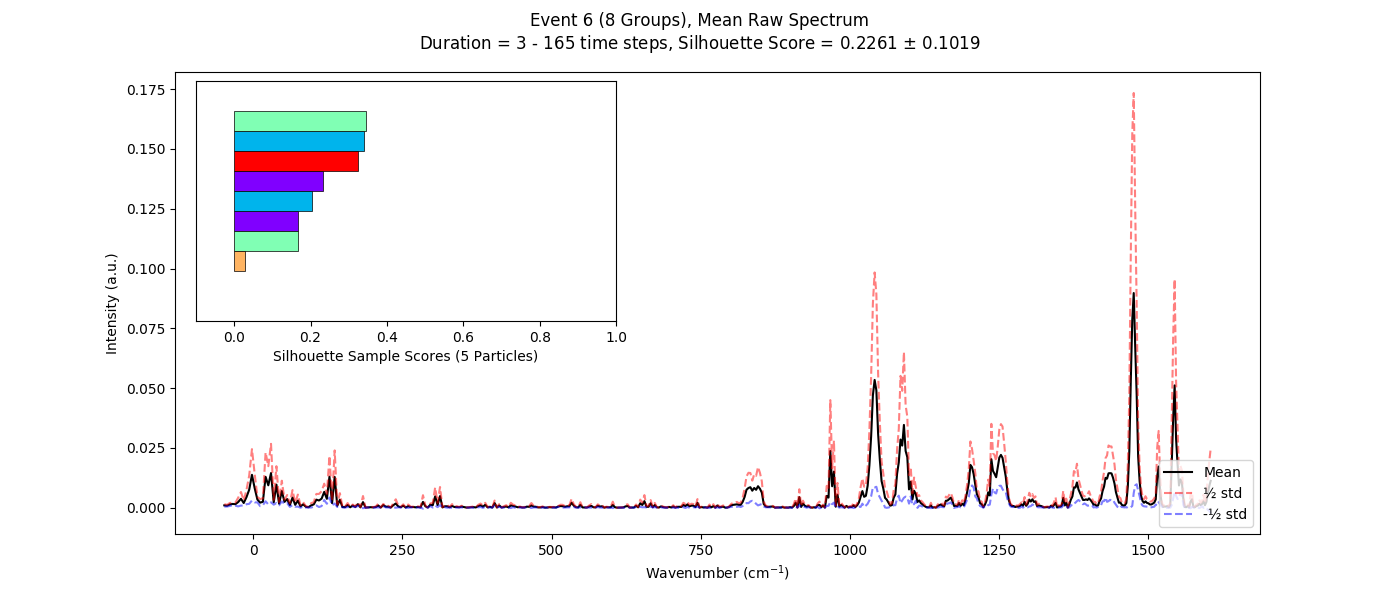 Event 6 (8 Groups), Mean Raw Spectrum
Duration = 3 - 165 time steps, Silhouette Score = 0.2261 ± 0.1019
0.175
0.150
0.125
0.100
0.075
0.050
0.025
0.000
Intensity (a.u.)
0.0 0.2 0.4 0.6 0.8 1.0
Silhouette Sample Scores (5 Particles)
Mean
½ std
-½ std
0 250 500 750 1000 1250 1500
Wavenumber (cm⁻¹)